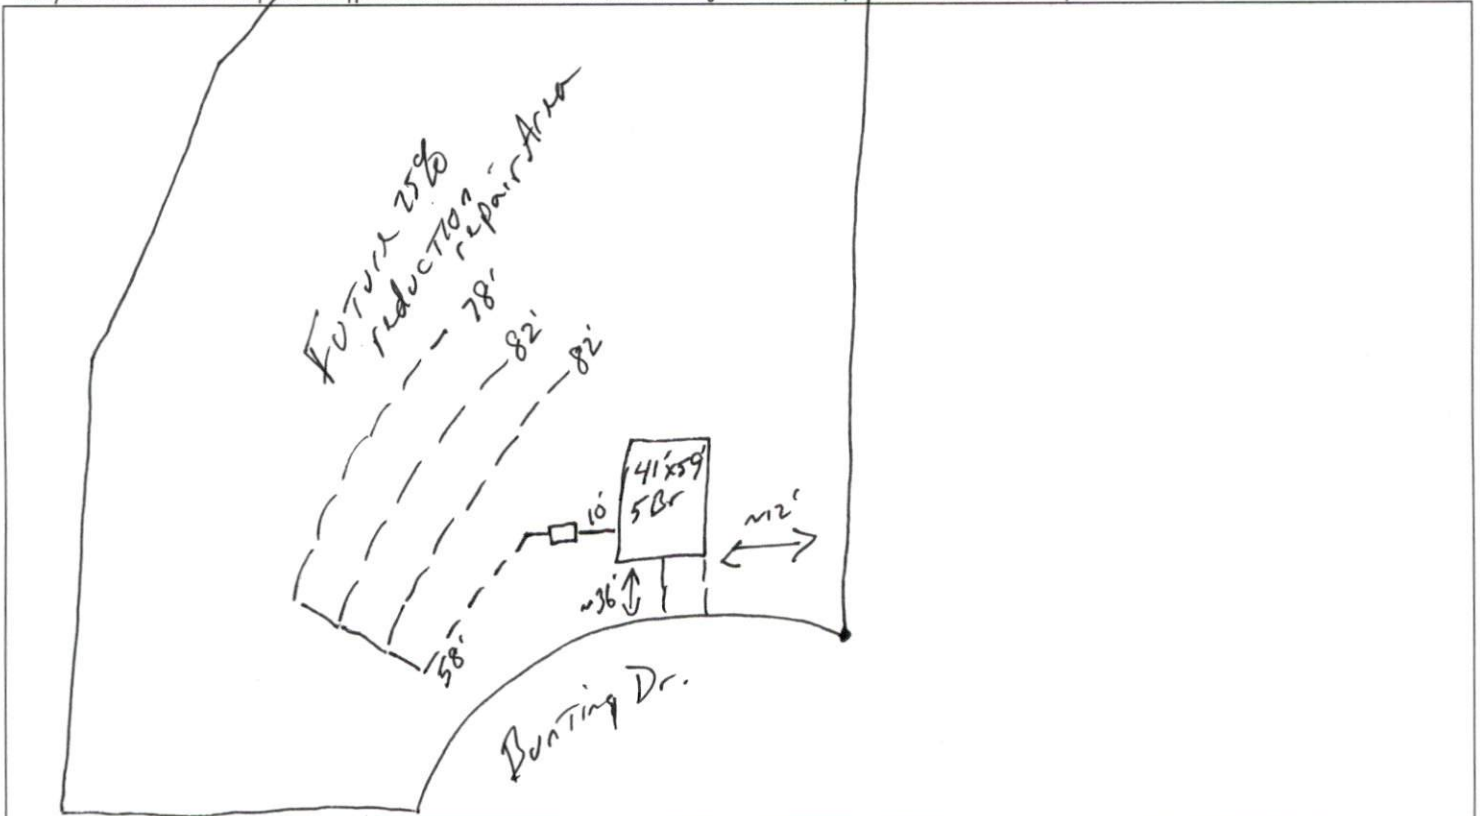 Future 25%
reduction
repair Area
78'
82'
82'
41'x59'
5Br
10'
~12'
~36'
58'
Bunting Dr.